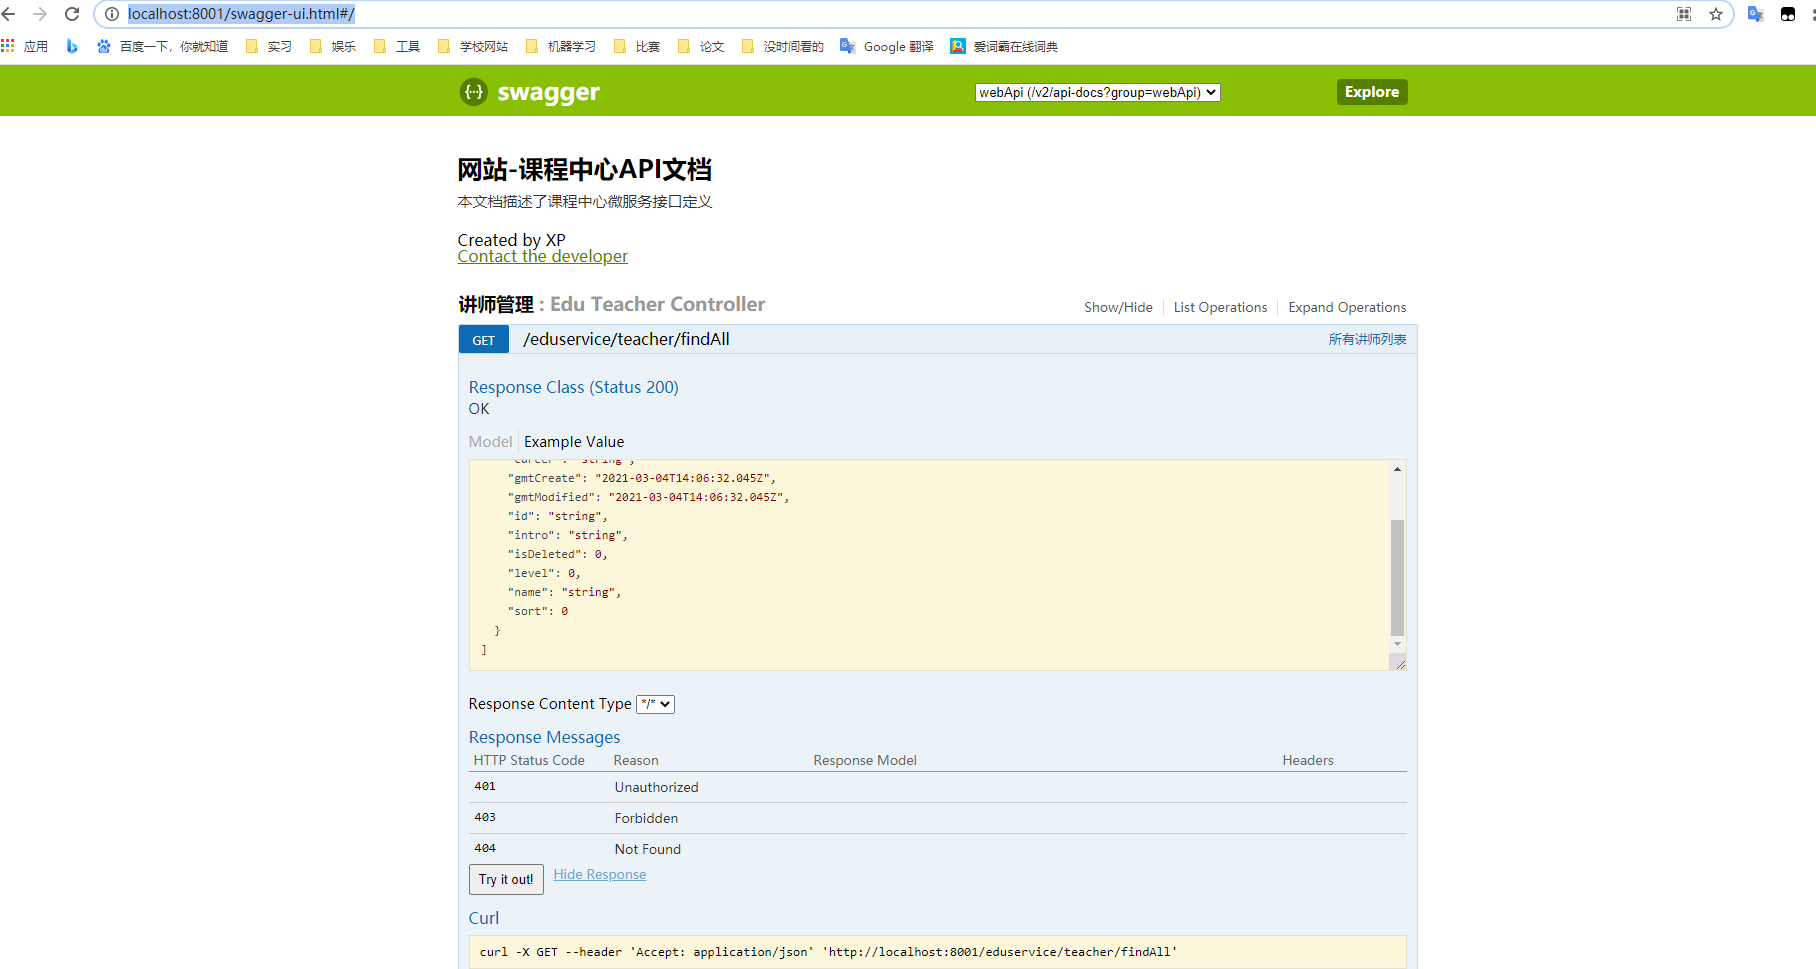 localhost:8001/swagger-ui.html#/
应用 百度一下，你就知道 实习 娱乐 工具 学校网站 机器学习 比赛 论文 没时间看的 Google 翻译 爱词霸在线词典
{··} swagger webApi (/v2/api-docs?group=webApi) Explore
网站-课程中心API文档
本文档描述了课程中心微服务接口定义
Created by XP
Contact the developer
讲师管理 : Edu Teacher Controller Show/Hide List Operations Expand Operations
GET /eduservice/teacher/findAll 所有讲师列表
Response Class (Status 200)
OK
Model Example Value
"career": "string",
"gmtCreate": "2021-03-04T14:06:32.045Z",
"gmtModified": "2021-03-04T14:06:32.045Z",
"id": "string",
"intro": "string",
"isDeleted": 0,
"level": 0,
"name": "string",
"sort": 0
}
]
Response Content Type */*
Response Messages
HTTP Status Code Reason Response Model Headers
401 Unauthorized
403 Forbidden
404 Not Found
Try it out! Hide Response
Curl
curl -X GET --header 'Accept: application/json' 'http://localhost:8001/eduservice/teacher/findAll'